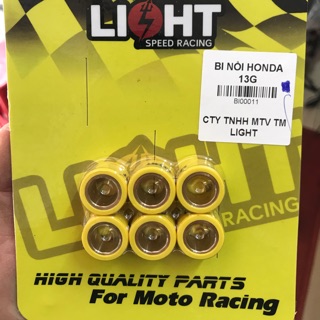 LIGHT
SPEED RACING
BI NỒI HONDA
13G
BI00011
CTY TNHH MTV TM
LIGHT
LIGHT
RACING
HIGH QUALITY PARTS
For Moto Racing